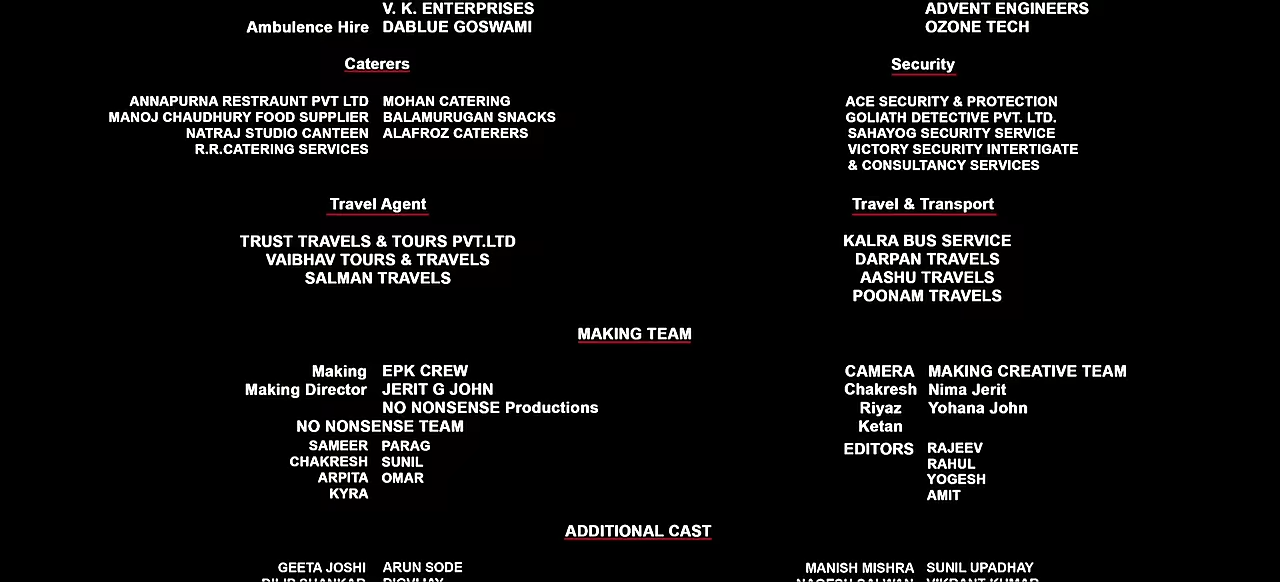 V. K. ENTERPRISES
Ambulence Hire DABLUE GOSWAMI
ADVENT ENGINEERS
OZONE TECH
Caterers
ANNAPURNA RESTRAUNT PVT LTD MOHAN CATERING
MANOJ CHAUDHURY FOOD SUPPLIER BALAMURUGAN SNACKS
NATRAJ STUDIO CANTEEN ALAFROZ CATERERS
R.R.CATERING SERVICES
Security
ACE SECURITY & PROTECTION
GOLIATH DETECTIVE PVT. LTD.
SAHAYOG SECURITY SERVICE
VICTORY SECURITY INTERTIGATE
& CONSULTANCY SERVICES
Travel Agent
TRUST TRAVELS & TOURS PVT.LTD
VAIBHAV TOURS & TRAVELS
SALMAN TRAVELS
Travel & Transport
KALRA BUS SERVICE
DARPAN TRAVELS
AASHU TRAVELS
POONAM TRAVELS
MAKING TEAM
Making EPK CREW
Making Director JERIT G JOHN
NO NONSENSE Productions
NO NONSENSE TEAM
SAMEER PARAG
CHAKRESH SUNIL
ARPITA OMAR
KYRA
CAMERA MAKING CREATIVE TEAM
Chakresh Nima Jerit
Riyaz Yohana John
Ketan
EDITORS RAJEEV
RAHUL
YOGESH
AMIT
ADDITIONAL CAST
GEETA JOSHI ARUN SODE
MANISH MISHRA SUNIL UPADHAY